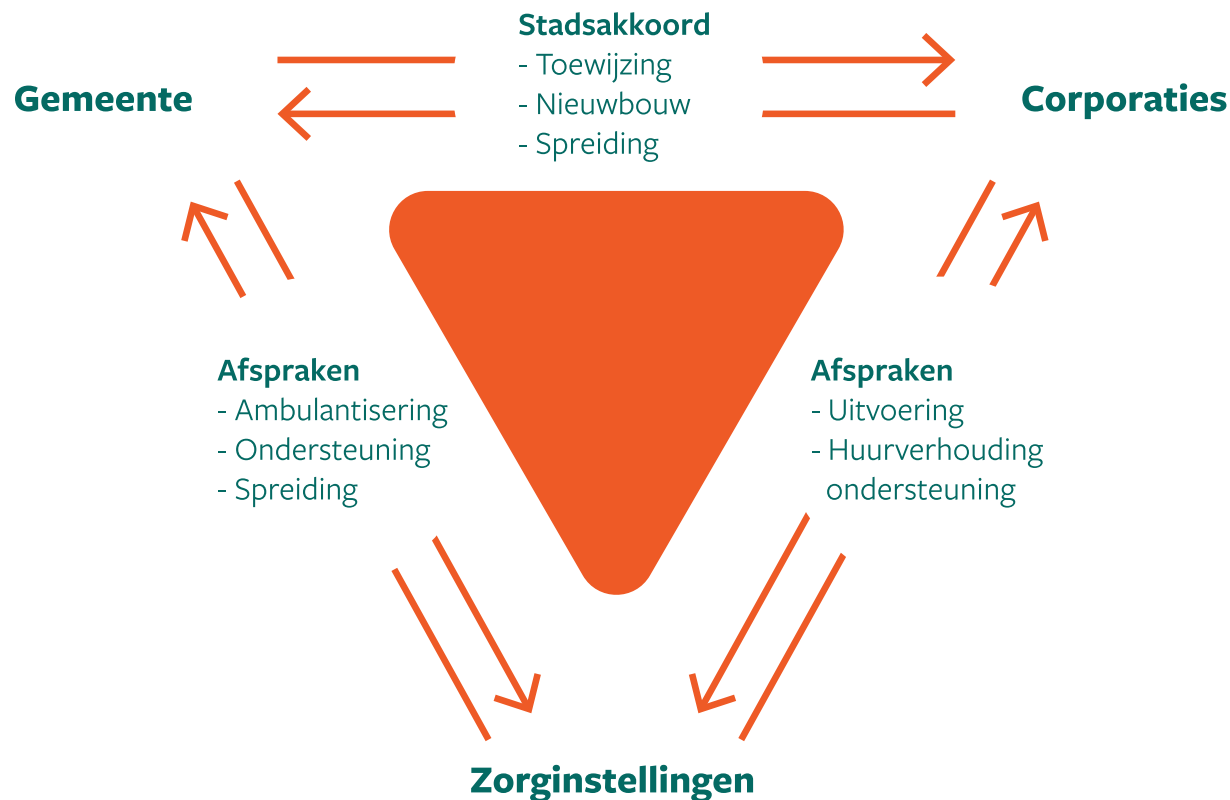 Stadsakkoord
- Toewijzing
- Nieuwbouw
- Spreiding
Gemeente
Corporaties
Afspraken
- Ambulantisering
- Ondersteuning
- Spreiding
Afspraken
- Uitvoering
- Huurverhouding
ondersteuning
Zorginstellingen